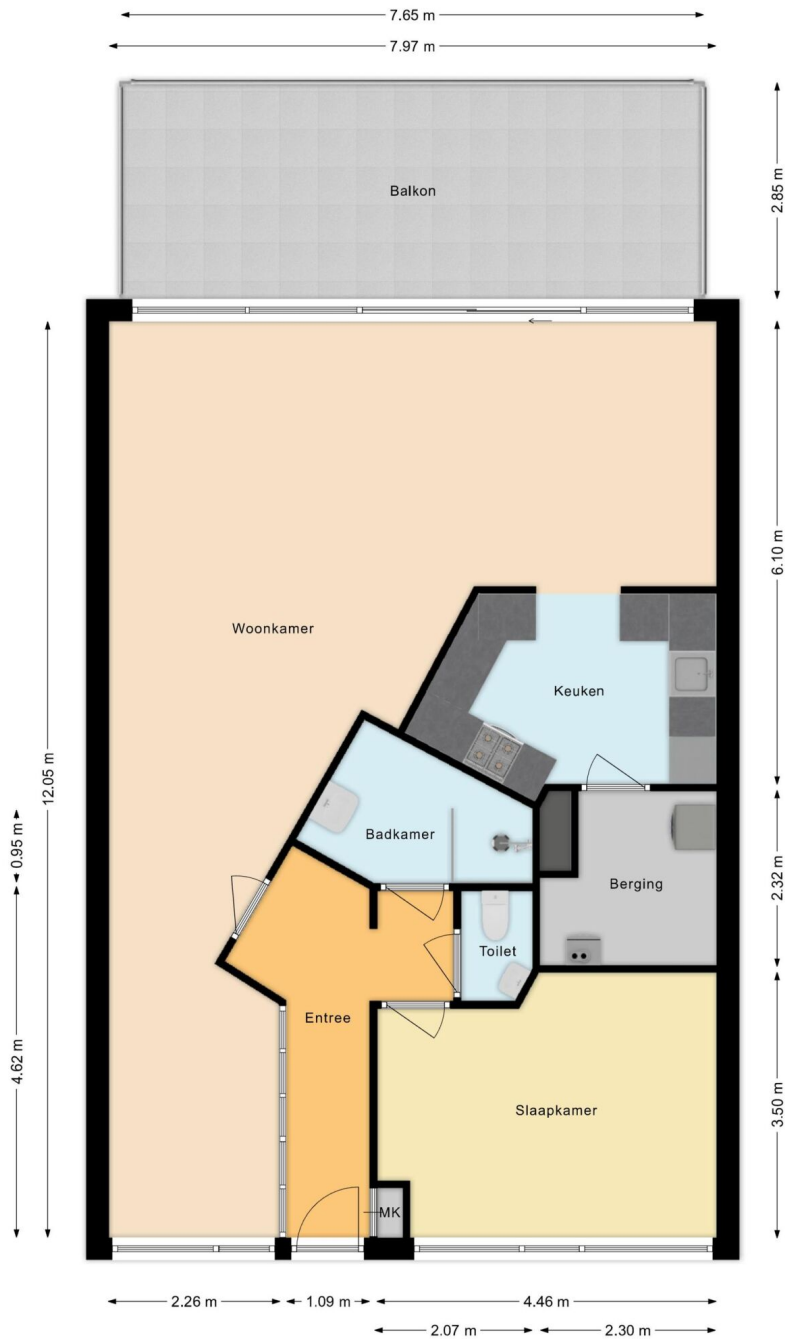 7.65 m
7.97 m
Balkon
2.85 m
Woonkamer
6.10 m
Keuken
12.05 m
0.95 m
Badkamer
Berging
2.32 m
Toilet
Entree
4.62 m
Slaapkamer
3.50 m
MK
2.26 m
1.09 m
4.46 m
2.07 m
2.30 m